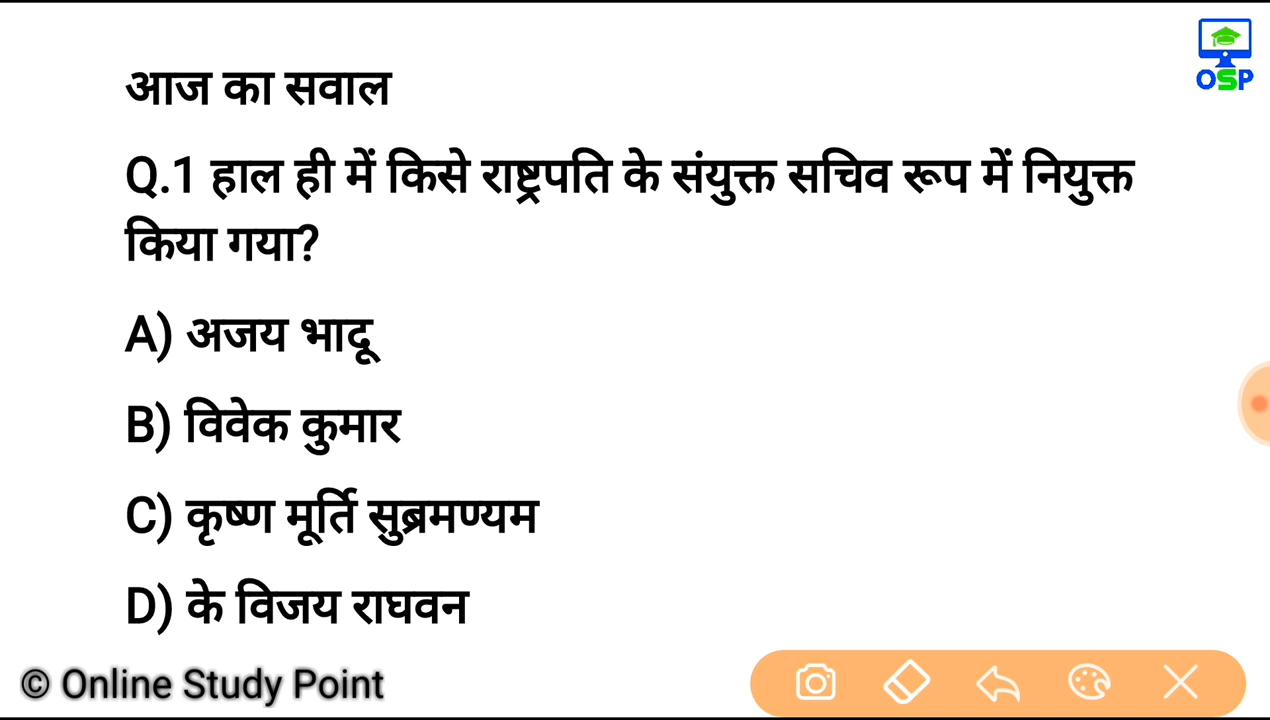 OSP
आज का सवाल
Q.1 हाल ही में किसे राष्ट्रपति के संयुक्त सचिव रूप में नियुक्त
किया गया?
A) अजय भादू
B) विवेक कुमार
C) कृष्ण मूर्ति सुब्रमण्यम
D) के विजय राघवन
© Online Study Point